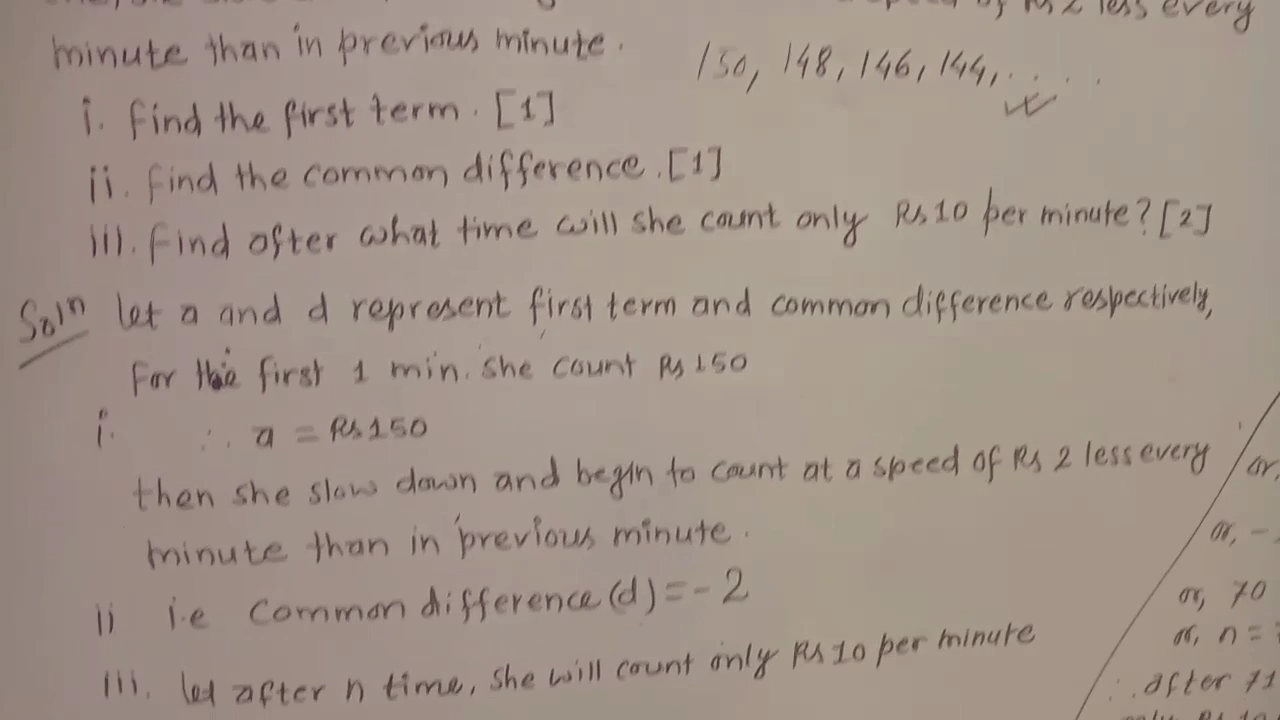 less every
minute than in previous minute.
150, 148, 146, 144, . . . .
i. find the first term. [1]
ii. find the common difference. [1]
iii. find after what time will she count only Rs 10 per minute? [2]
Soln let a and d represent first term and common difference respectively,
For the first 1 min. she count Rs 150
i. ∴ a = Rs 150
then she slow down and begin to count at a speed of Rs 2 less every
minute than in previous minute.
ii i.e common difference (d) = - 2
iii. let after n time, she will count only Rs 10 per minute
or,
or, -
or, 70
or, n =
∴ after 71